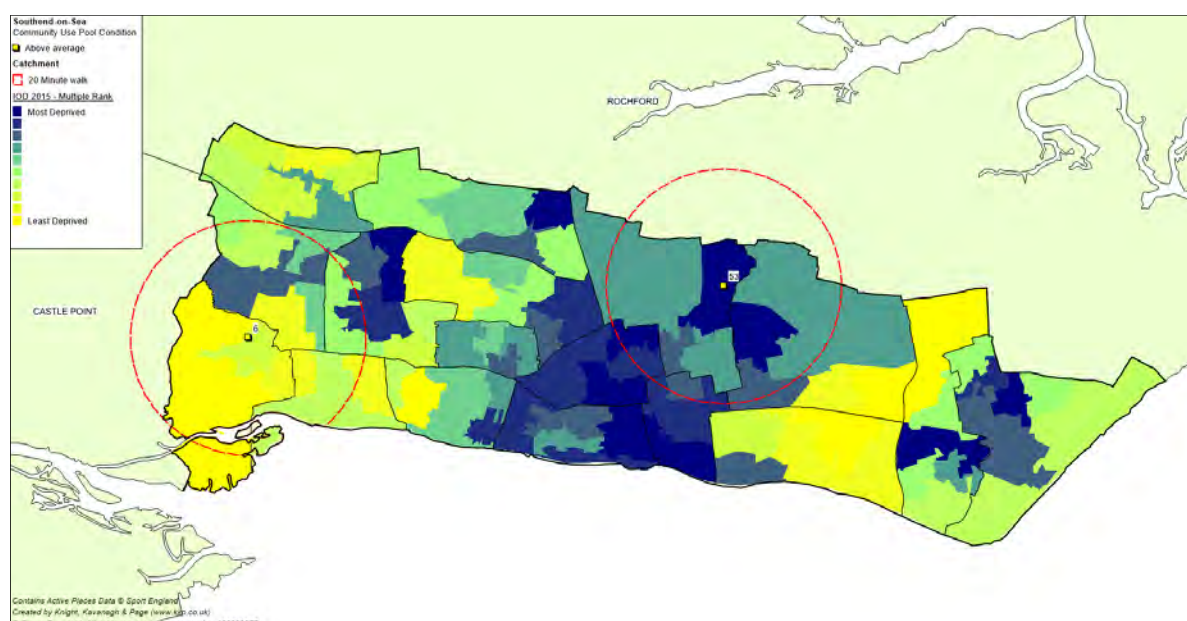 Southend-on-Sea
Community Use Pool Condition
Above average
Catchment
20 Minute walk
IOD 2015 - Multiple Rank
Most Deprived
Least Deprived
ROCHFORD
53
6
CASTLE POINT
Contains Active Places Data © Sport England
Created by Knight, Kavanagh & Page (www.kkp.co.uk)